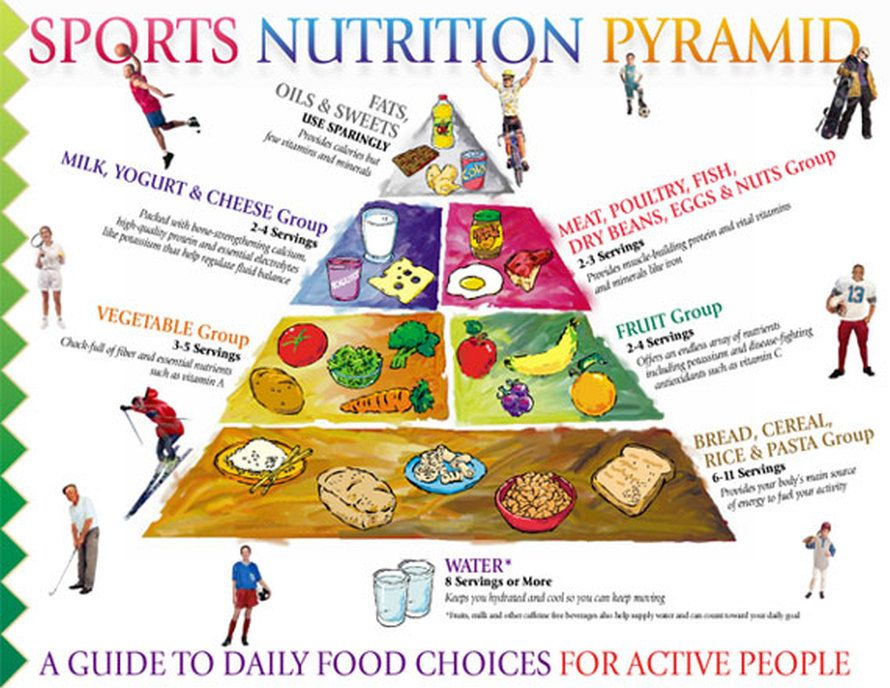 SPORTS NUTRITION PYRAMID
FATS,
OILS & SWEETS
USE SPARINGLY
Provides calories but
few vitamins and minerals
COLA
MILK, YOGURT & CHEESE Group
2-4 Servings
Packed with bone-strengthening calcium,
high-quality protein and essential electrolytes
like potassium that help regulate fluid balance
YOGURT
MEAT, POULTRY, FISH,
DRY BEANS, EGGS & NUTS Group
2-3 Servings
Provides muscle-building protein and vital vitamins
and minerals like iron
VEGETABLE Group
3-5 Servings
Chock-full of fiber and essential nutrients
such as vitamin A
FRUIT Group
2-4 Servings
Offers an endless array of nutrients
including potassium and disease-fighting
antioxidants such as vitamin C
13
BREAD, CEREAL,
RICE & PASTA Group
6-11 Servings
Provides your body's main source
of energy to fuel your activity
WATER*
8 Servings or More
Keeps you hydrated and cool so you can keep moving
*Fruits, milk and other caffeine free beverages also help supply water and can count toward your daily goal
A GUIDE TO DAILY FOOD CHOICES FOR ACTIVE PEOPLE